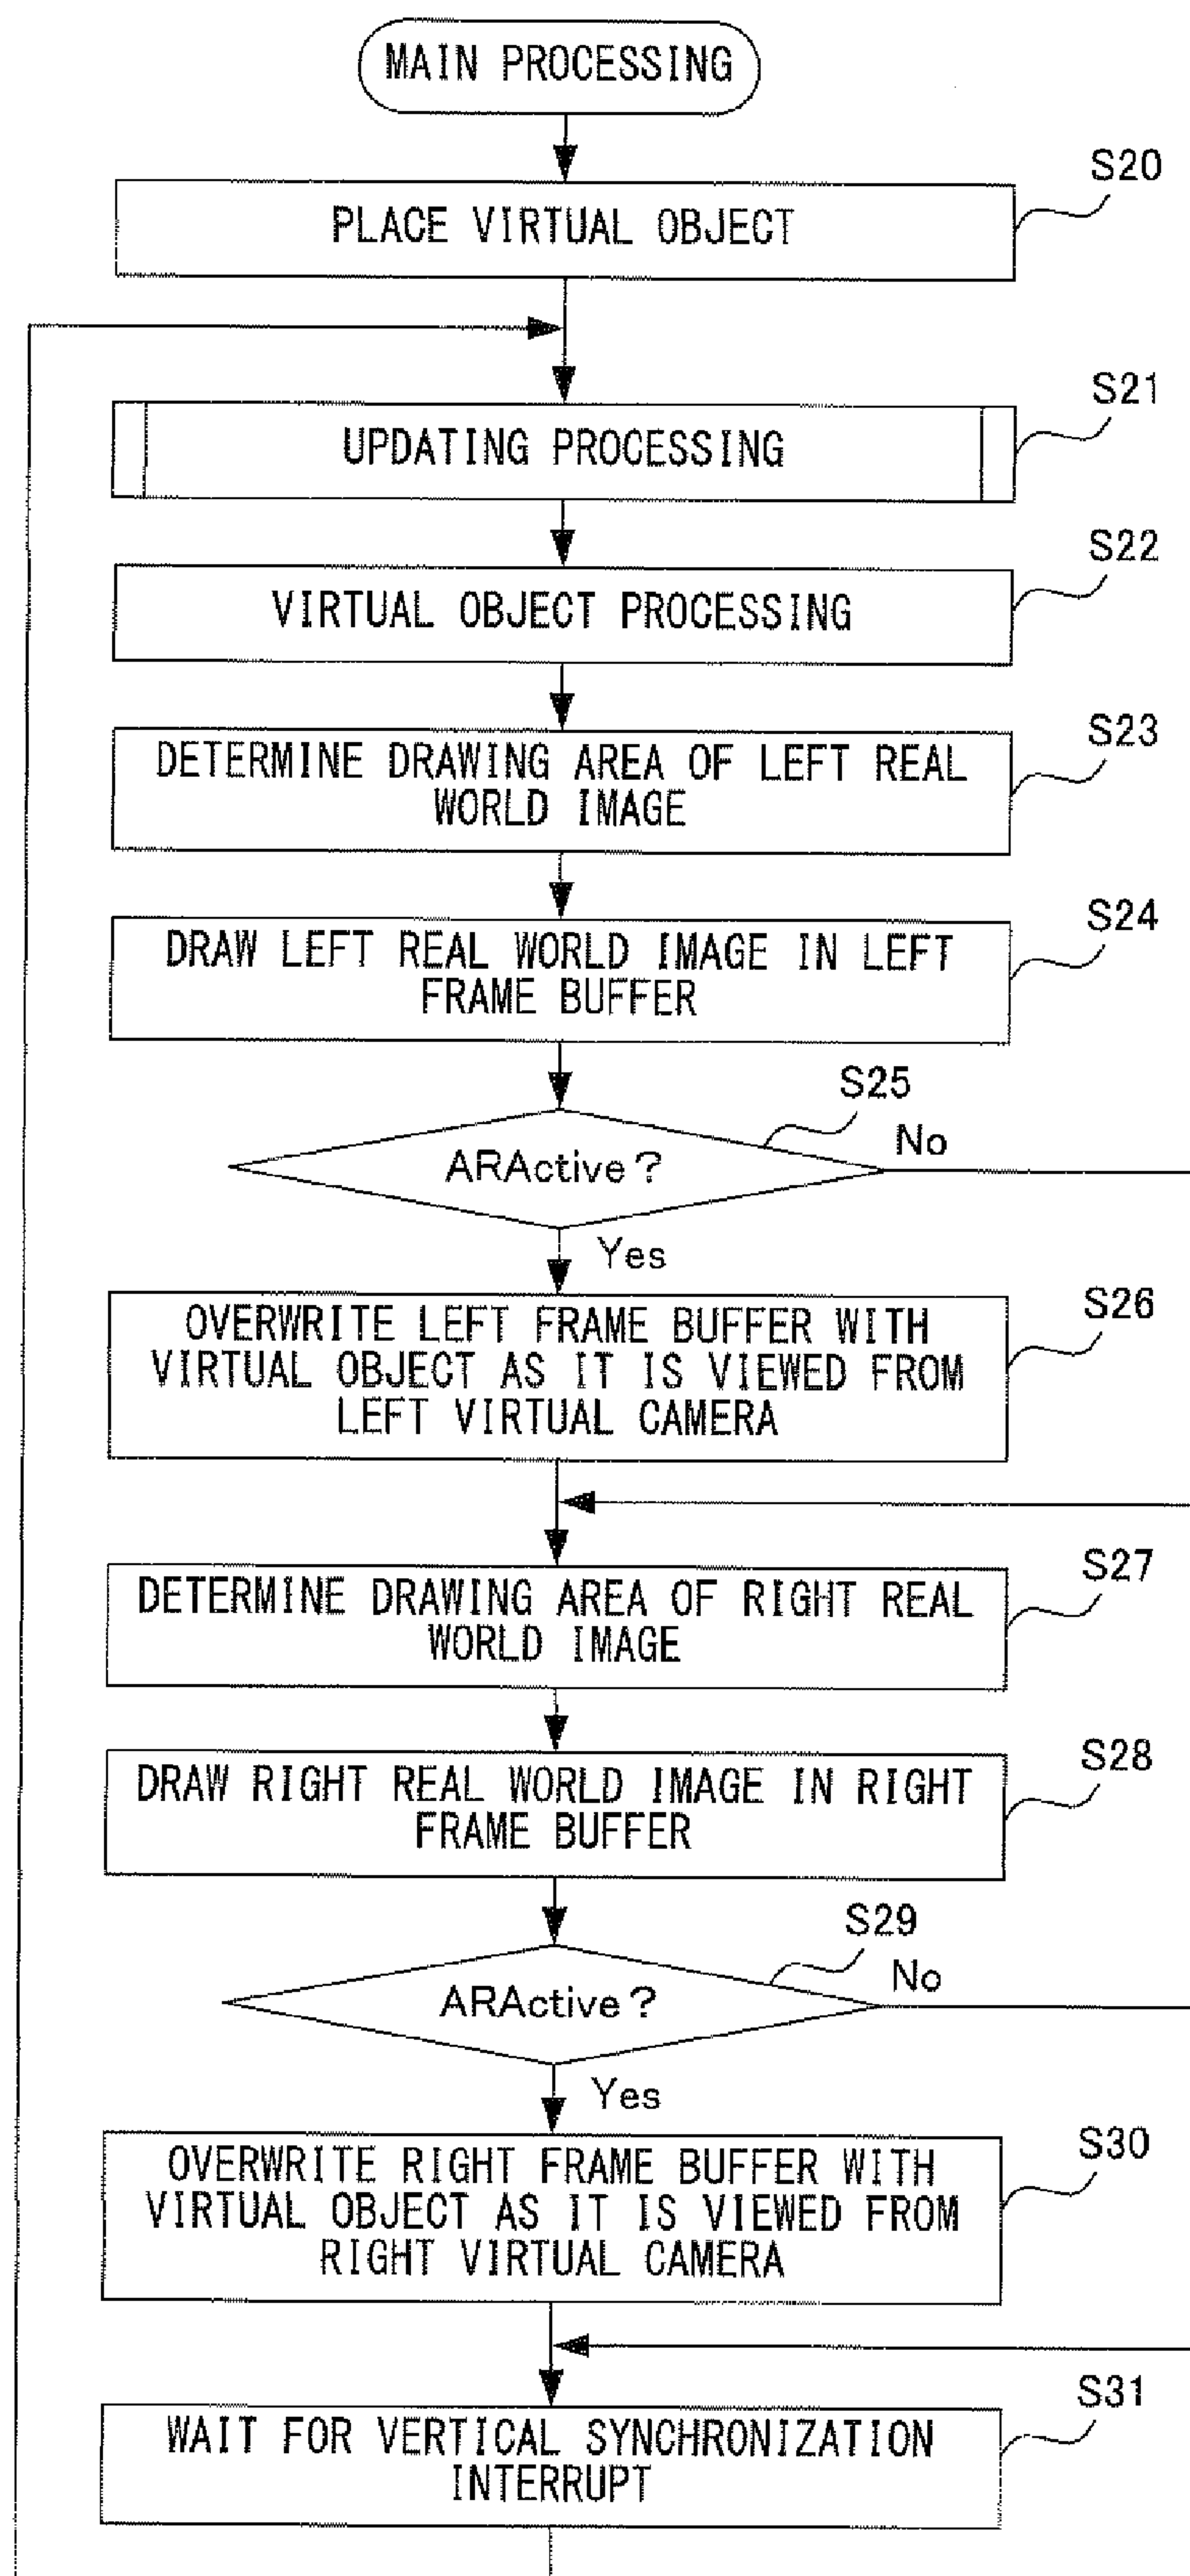 MAIN PROCESSING
S20
PLACE VIRTUAL OBJECT
S21
UPDATING PROCESSING
S22
VIRTUAL OBJECT PROCESSING
S23
DETERMINE DRAWING AREA OF LEFT REAL
WORLD IMAGE
S24
DRAW LEFT REAL WORLD IMAGE IN LEFT
FRAME BUFFER
S25
No
ARActive?
Yes
S26
OVERWRITE LEFT FRAME BUFFER WITH
VIRTUAL OBJECT AS IT IS VIEWED FROM
LEFT VIRTUAL CAMERA
S27
DETERMINE DRAWING AREA OF RIGHT REAL
WORLD IMAGE
S28
DRAW RIGHT REAL WORLD IMAGE IN RIGHT
FRAME BUFFER
S29
No
ARActive?
Yes
S30
OVERWRITE RIGHT FRAME BUFFER WITH
VIRTUAL OBJECT AS IT IS VIEWED FROM
RIGHT VIRTUAL CAMERA
S31
WAIT FOR VERTICAL SYNCHRONIZATION
INTERRUPT